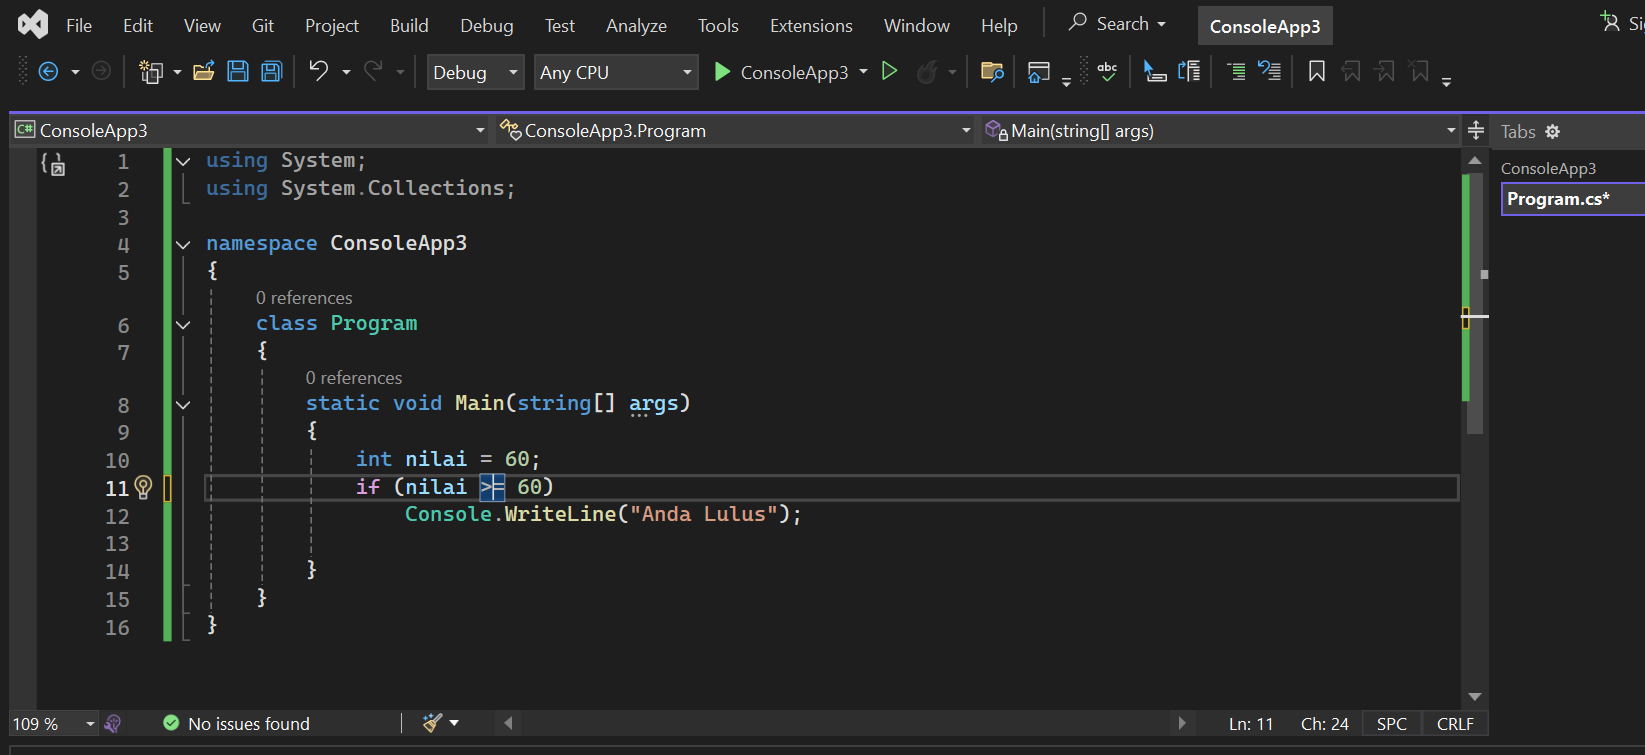 File Edit View Git Project Build Debug Test Analyze Tools Extensions Window Help Search ConsoleApp3
Debug Any CPU ConsoleApp3 abc
C# ConsoleApp3 ConsoleApp3.Program Main(string[] args) Tabs
ConsoleApp3
Program.cs*
1 using System;
2 using System.Collections;
3
4 namespace ConsoleApp3
5 {
0 references
6 class Program
7 {
0 references
8 static void Main(string[] args)
9 {
10 int nilai = 60;
11 if (nilai >= 60)
12 Console.WriteLine("Anda Lulus");
13
14 }
15 }
16 }
109 % No issues found Ln: 11 Ch: 24 SPC CRLF